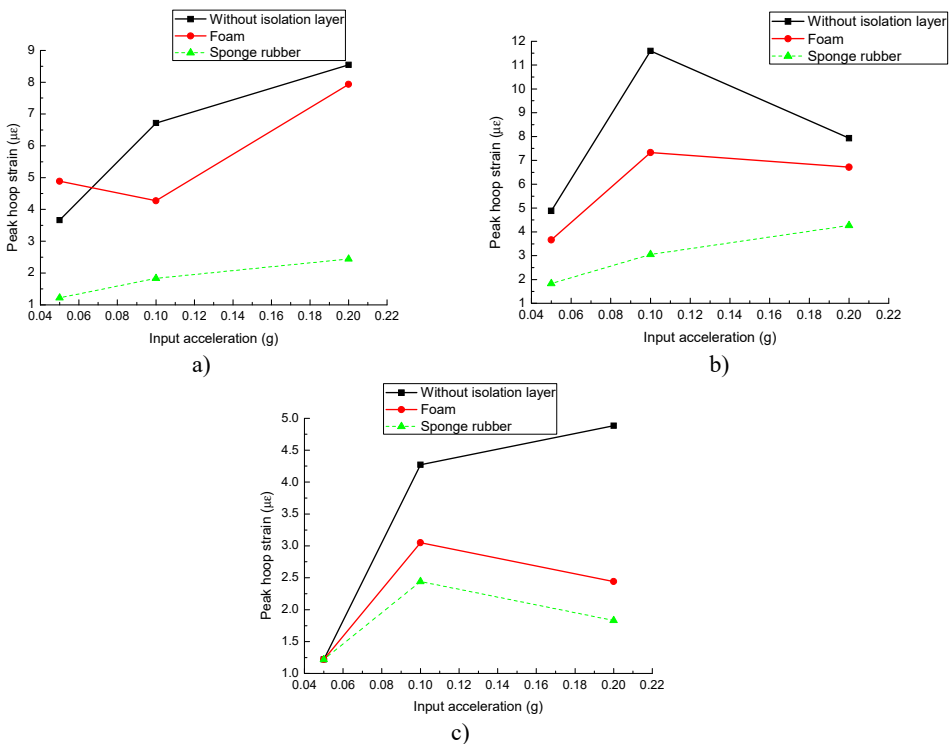 Without isolation layer
Foam
Sponge rubber
9
8
7
6
5
4
3
2
1
Peak hoop strain (με)
0.04 0.06 0.08 0.10 0.12 0.14 0.16 0.18 0.20 0.22
Input acceleration (g)
a)
Without isolation layer
Foam
Sponge rubber
12
11
10
9
8
7
6
5
4
3
2
1
Peak hoop strain (με)
0.04 0.06 0.08 0.10 0.12 0.14 0.16 0.18 0.20 0.22
Input acceleration (g)
b)
Without isolation layer
Foam
Sponge rubber
5.0
4.5
4.0
3.5
3.0
2.5
2.0
1.5
1.0
Peak hoop strain (με)
0.04 0.06 0.08 0.10 0.12 0.14 0.16 0.18 0.20 0.22
Input acceleration (g)
c)